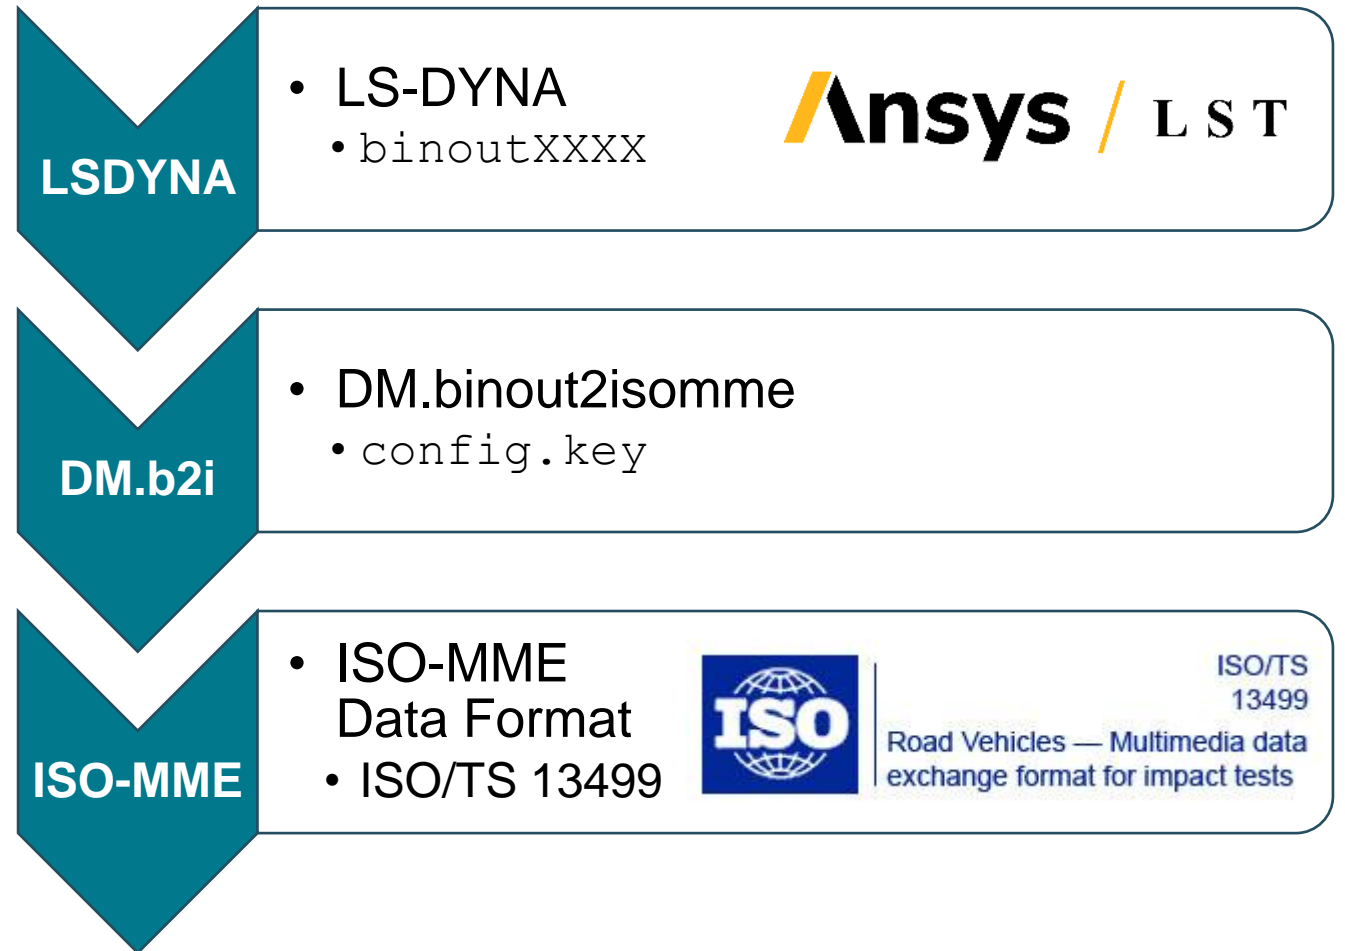 LSDYNA
• LS-DYNA
• binoutXXXX
Ansys / LST
DM.b2i
• DM.binout2isomme
• config.key
ISO-MME
• ISO-MME
Data Format
• ISO/TS 13499
ISO
ISO/TS
13499
Road Vehicles — Multimedia data
exchange format for impact tests